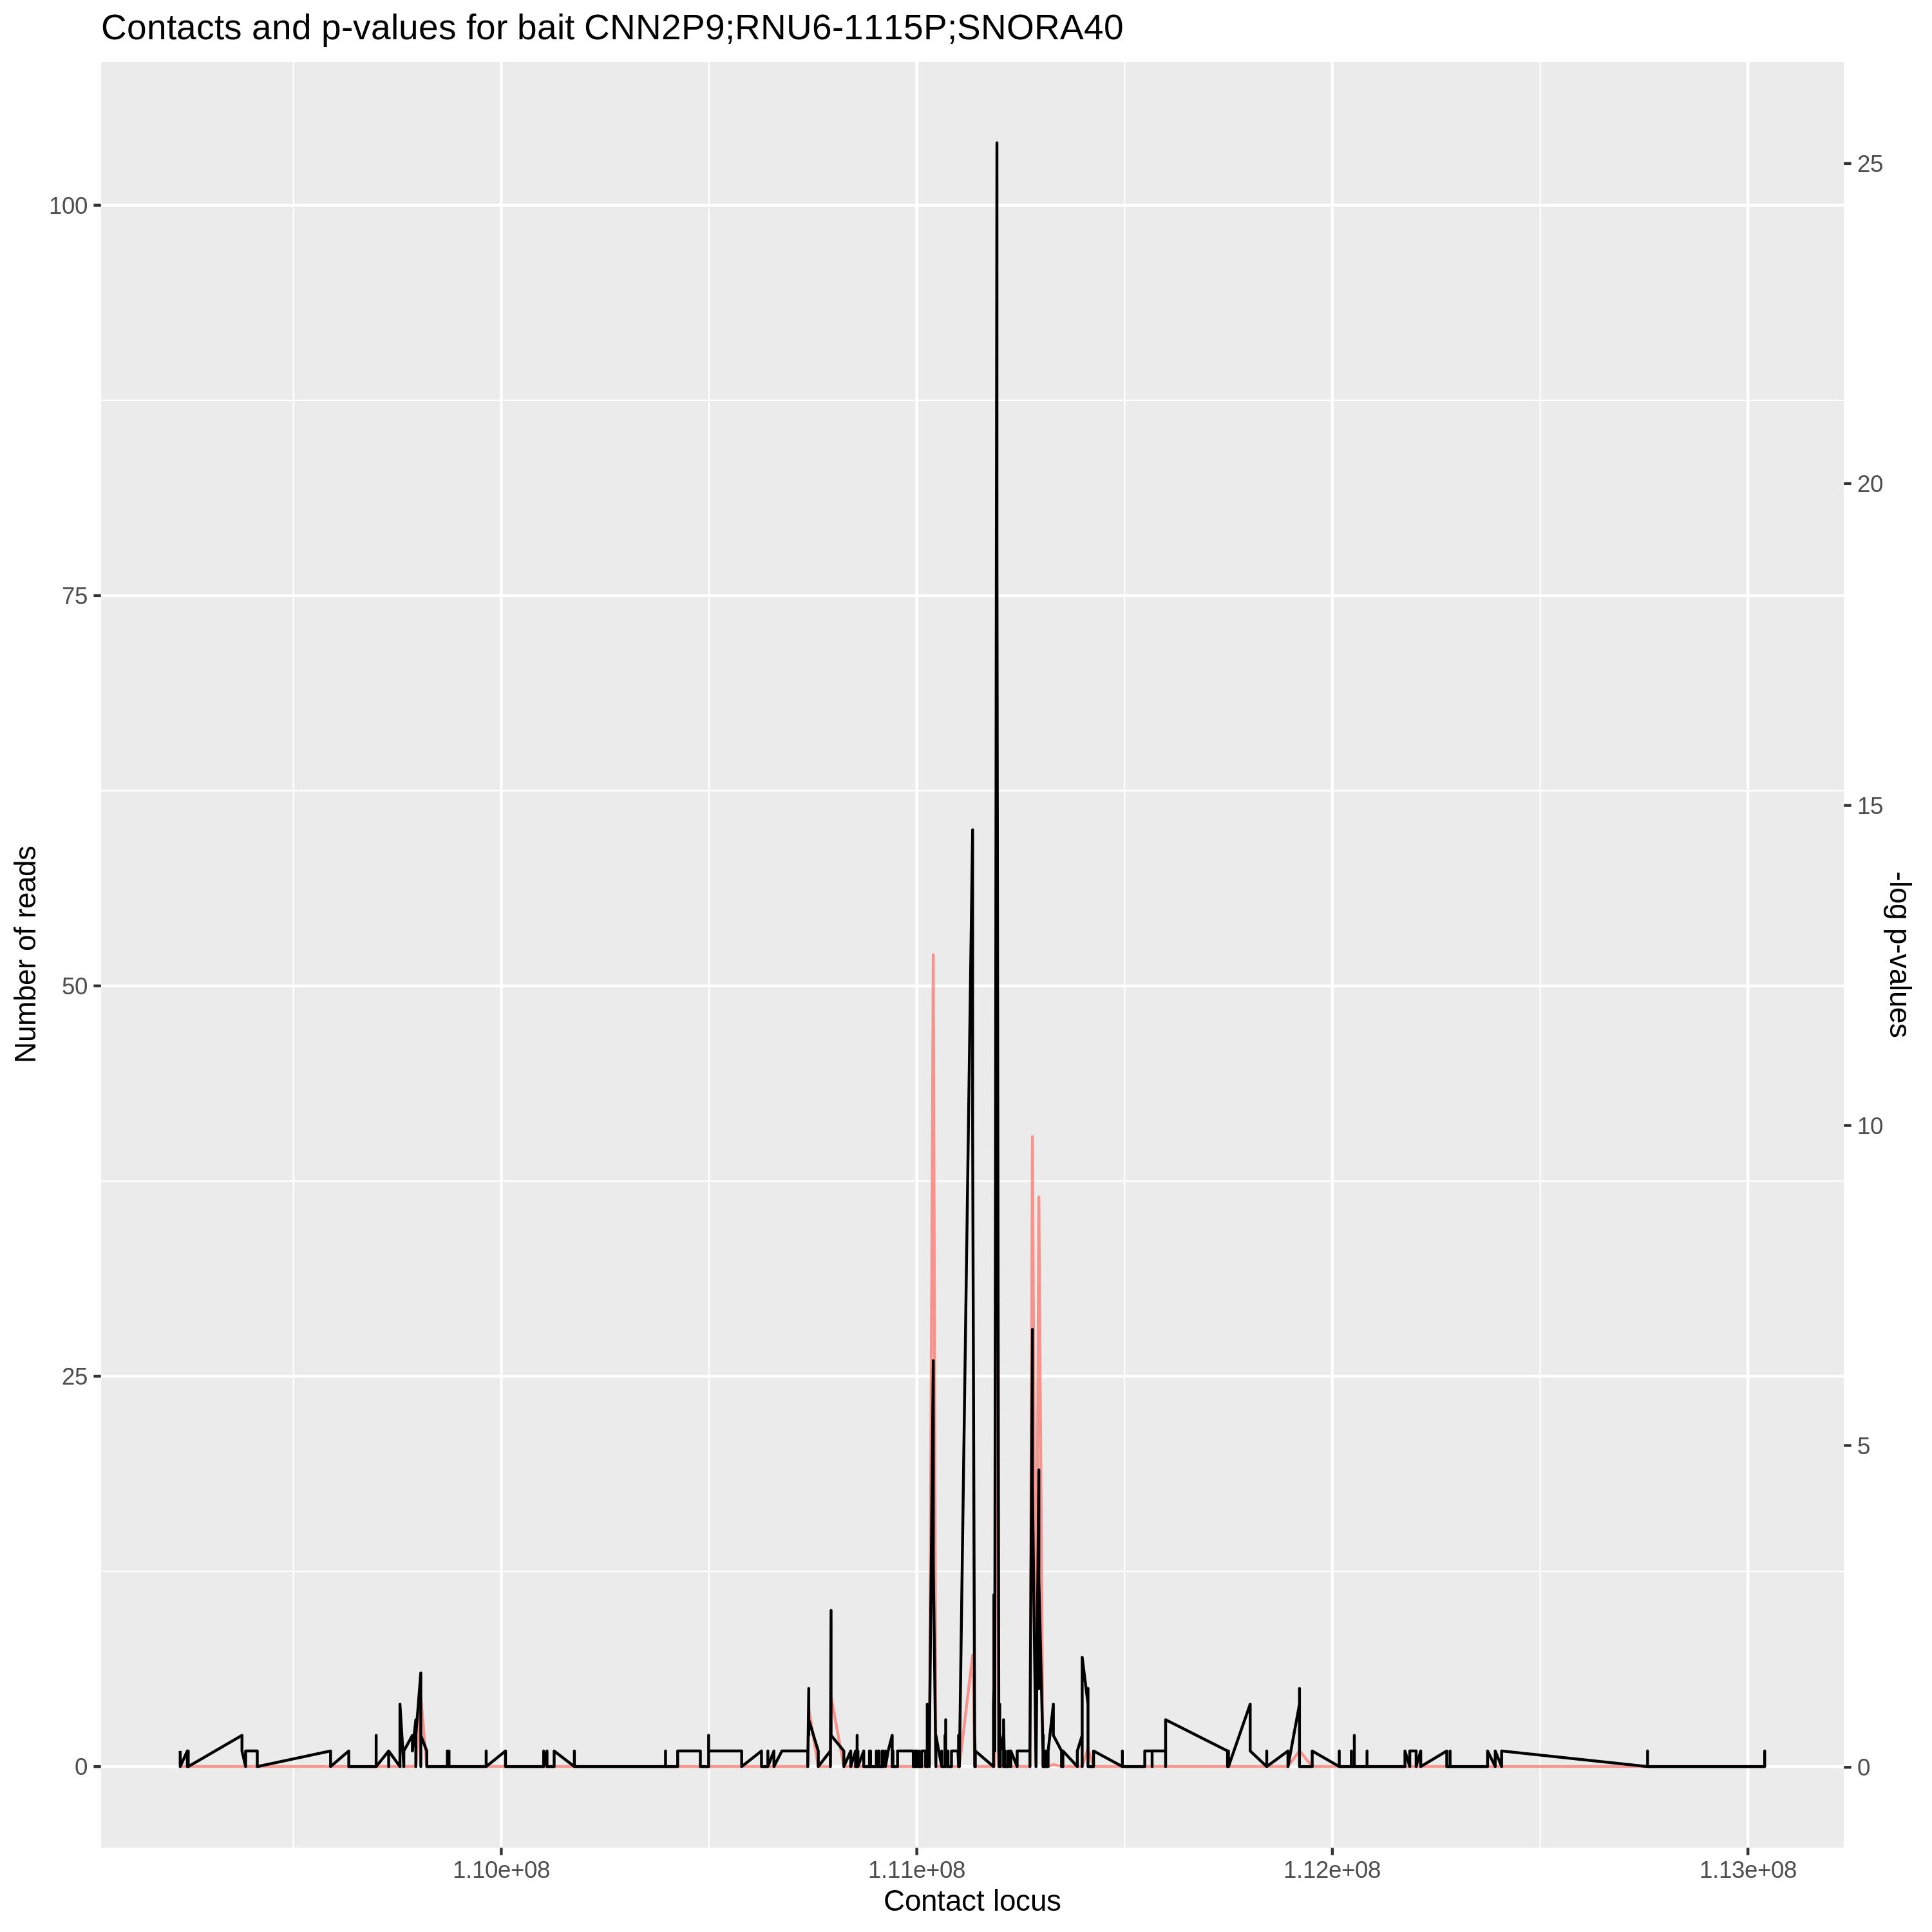 Contacts and p-values for bait CNN2P9;RNU6-1115P;SNORA40
100
75
50
25
0
Number of reads
25
20
15
10
5
0
-log p-values
1.10e+08
1.11e+08
1.12e+08
1.13e+08
Contact locus